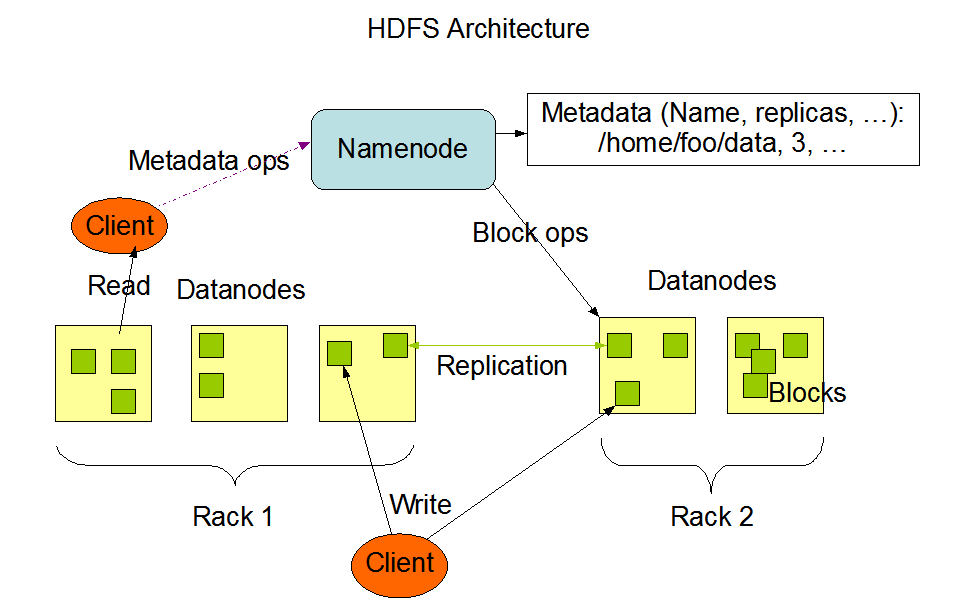 HDFS Architecture
Metadata (Name, replicas, …):
/home/foo/data, 3, …
Namenode
Metadata ops
Client
Block ops
Read
Datanodes
Datanodes
Replication
Blocks
Write
Rack 1
Rack 2
Client